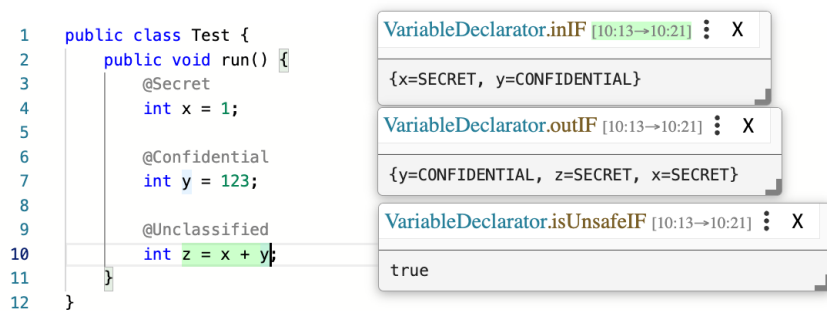 1 public class Test {
2 public void run() {
3 @Secret
4 int x = 1;
5
6 @Confidential
7 int y = 123;
8
9 @Unclassified
10 int z = x + y;
11 }
12 }
VariableDeclarator.inIF [10:13→10:21] ⋮ X
{x=SECRET, y=CONFIDENTIAL}
VariableDeclarator.outIF [10:13→10:21] ⋮ X
{y=CONFIDENTIAL, z=SECRET, x=SECRET}
VariableDeclarator.isUnsafeIF [10:13→10:21] ⋮ X
true